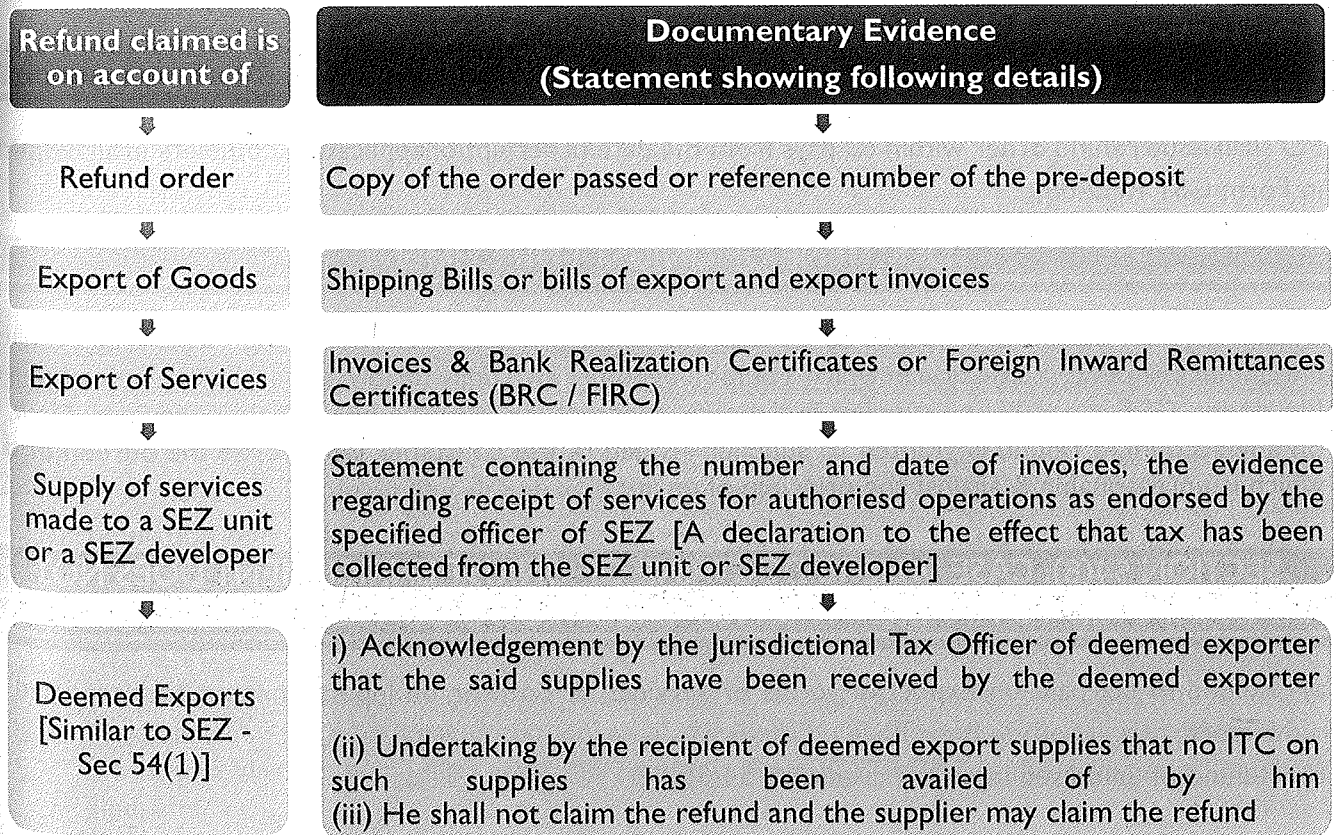 Refund claimed is
on account of
Documentary Evidence
(Statement showing following details)
Refund order
Copy of the order passed or reference number of the pre-deposit
Export of Goods
Shipping Bills or bills of export and export invoices
Export of Services
Invoices & Bank Realization Certificates or Foreign Inward Remittances
Certificates (BRC / FIRC)
Supply of services
made to a SEZ unit
or a SEZ developer
Statement containing the number and date of invoices, the evidence
regarding receipt of services for authoriesd operations as endorsed by the
specified officer of SEZ [A declaration to the effect that tax has been
collected from the SEZ unit or SEZ developer]
Deemed Exports
[Similar to SEZ -
Sec 54(1)]
i) Acknowledgement by the Jurisdictional Tax Officer of deemed exporter
that the said supplies have been received by the deemed exporter
(ii) Undertaking by the recipient of deemed export supplies that no ITC on
such supplies has been availed of by him
(iii) He shall not claim the refund and the supplier may claim the refund